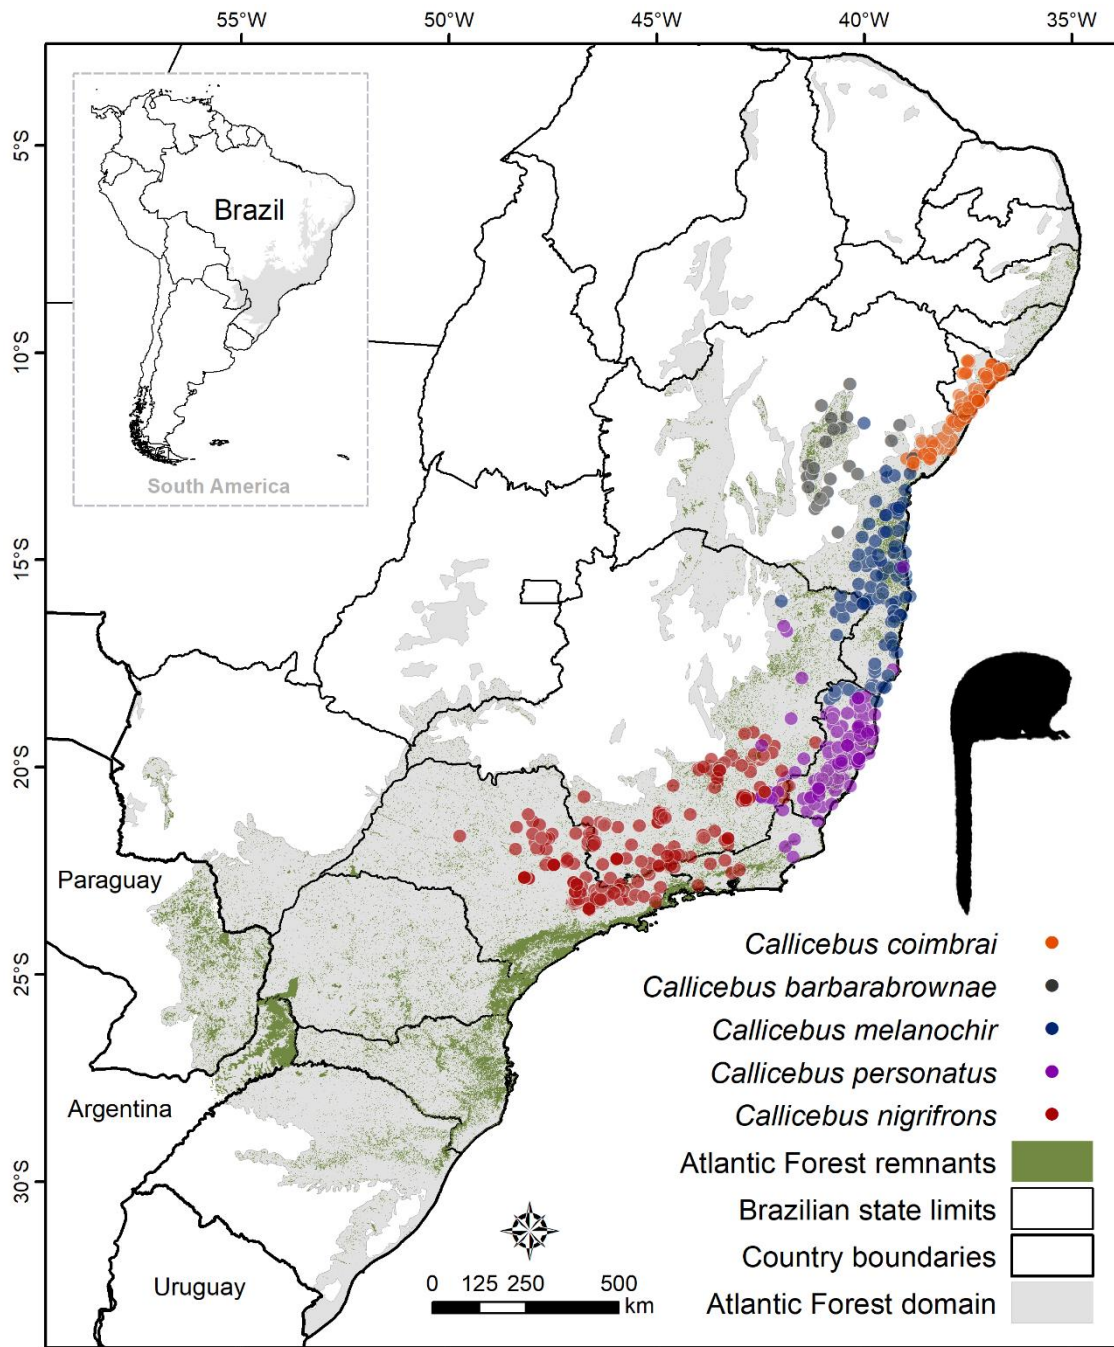 55°W 50°W 45°W 40°W 35°W
5°S
10°S
15°S
20°S
25°S
30°S
Brazil
South America
Paraguay
Argentina
Uruguay
Callicebus coimbrai
Callicebus barbarabrownae
Callicebus melanochir
Callicebus personatus
Callicebus nigrifrons
Atlantic Forest remnants
Brazilian state limits
Country boundaries
Atlantic Forest domain
0 125 250 500
km